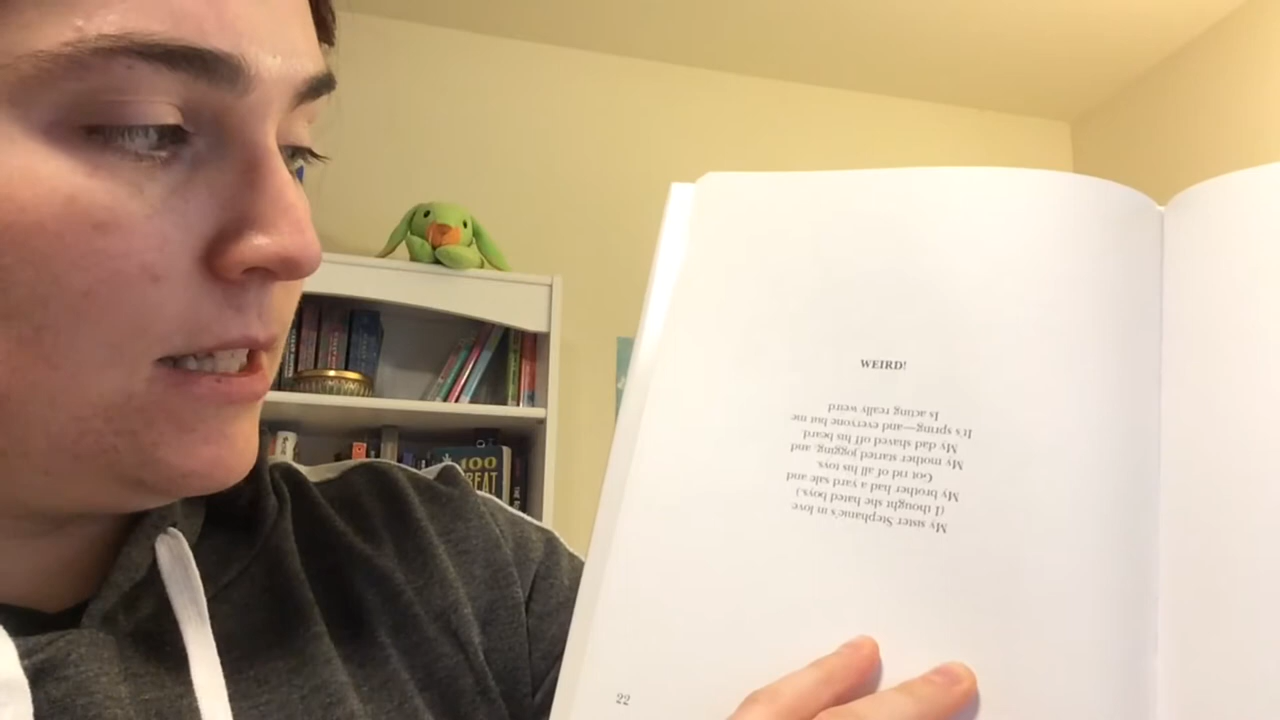 WEIRD!
My sister Stephanie's in love.
(I thought she hated boys.)
My brother had a yard sale and
Got rid of all his toys.
My mother started jogging, and
My dad shaved off his beard.
It's spring—and everyone but me
Is acting really weird
22
100